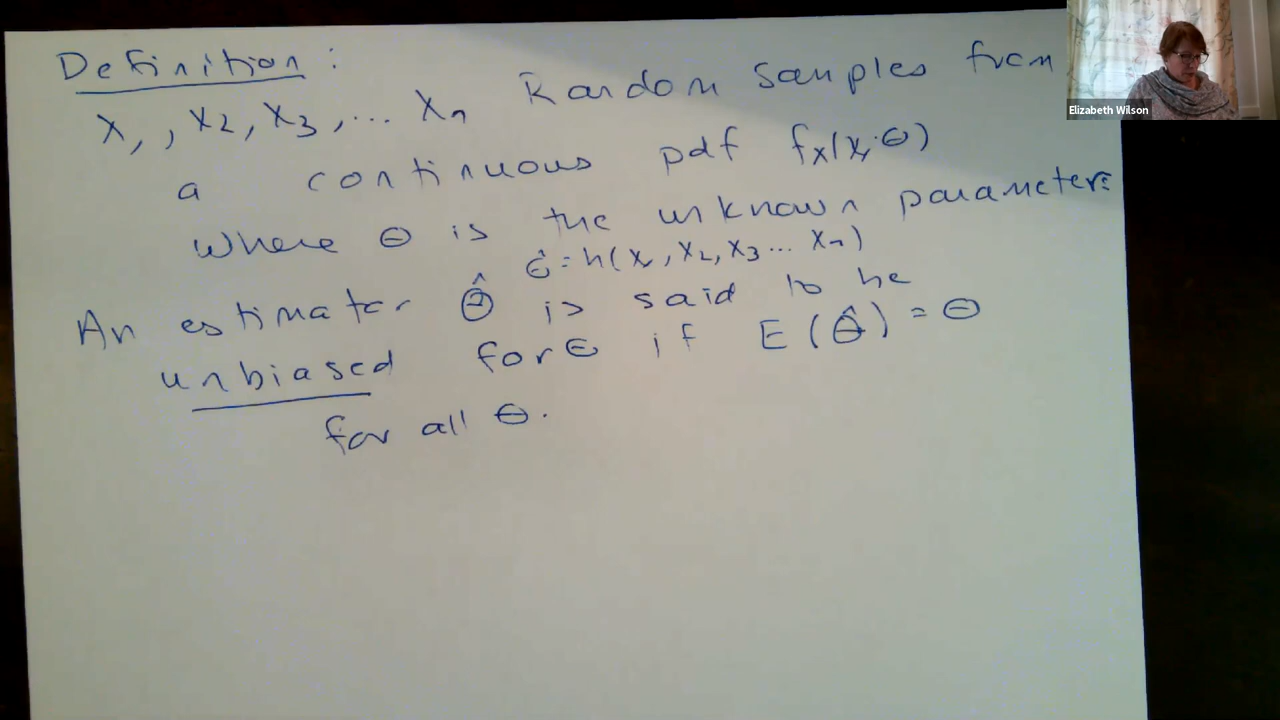 Definition :
X₁, X₂, X₃, ... Xₙ Random Samples from
a continuous pdf fₓ(x; θ)
where θ is the unknown parameter.
θ̂ = h(X₁, X₂, X₃ ... Xₙ)
An estimator θ̂ is said to be
unbiased for θ if E(θ̂) = θ
for all θ.
Elizabeth Wilson